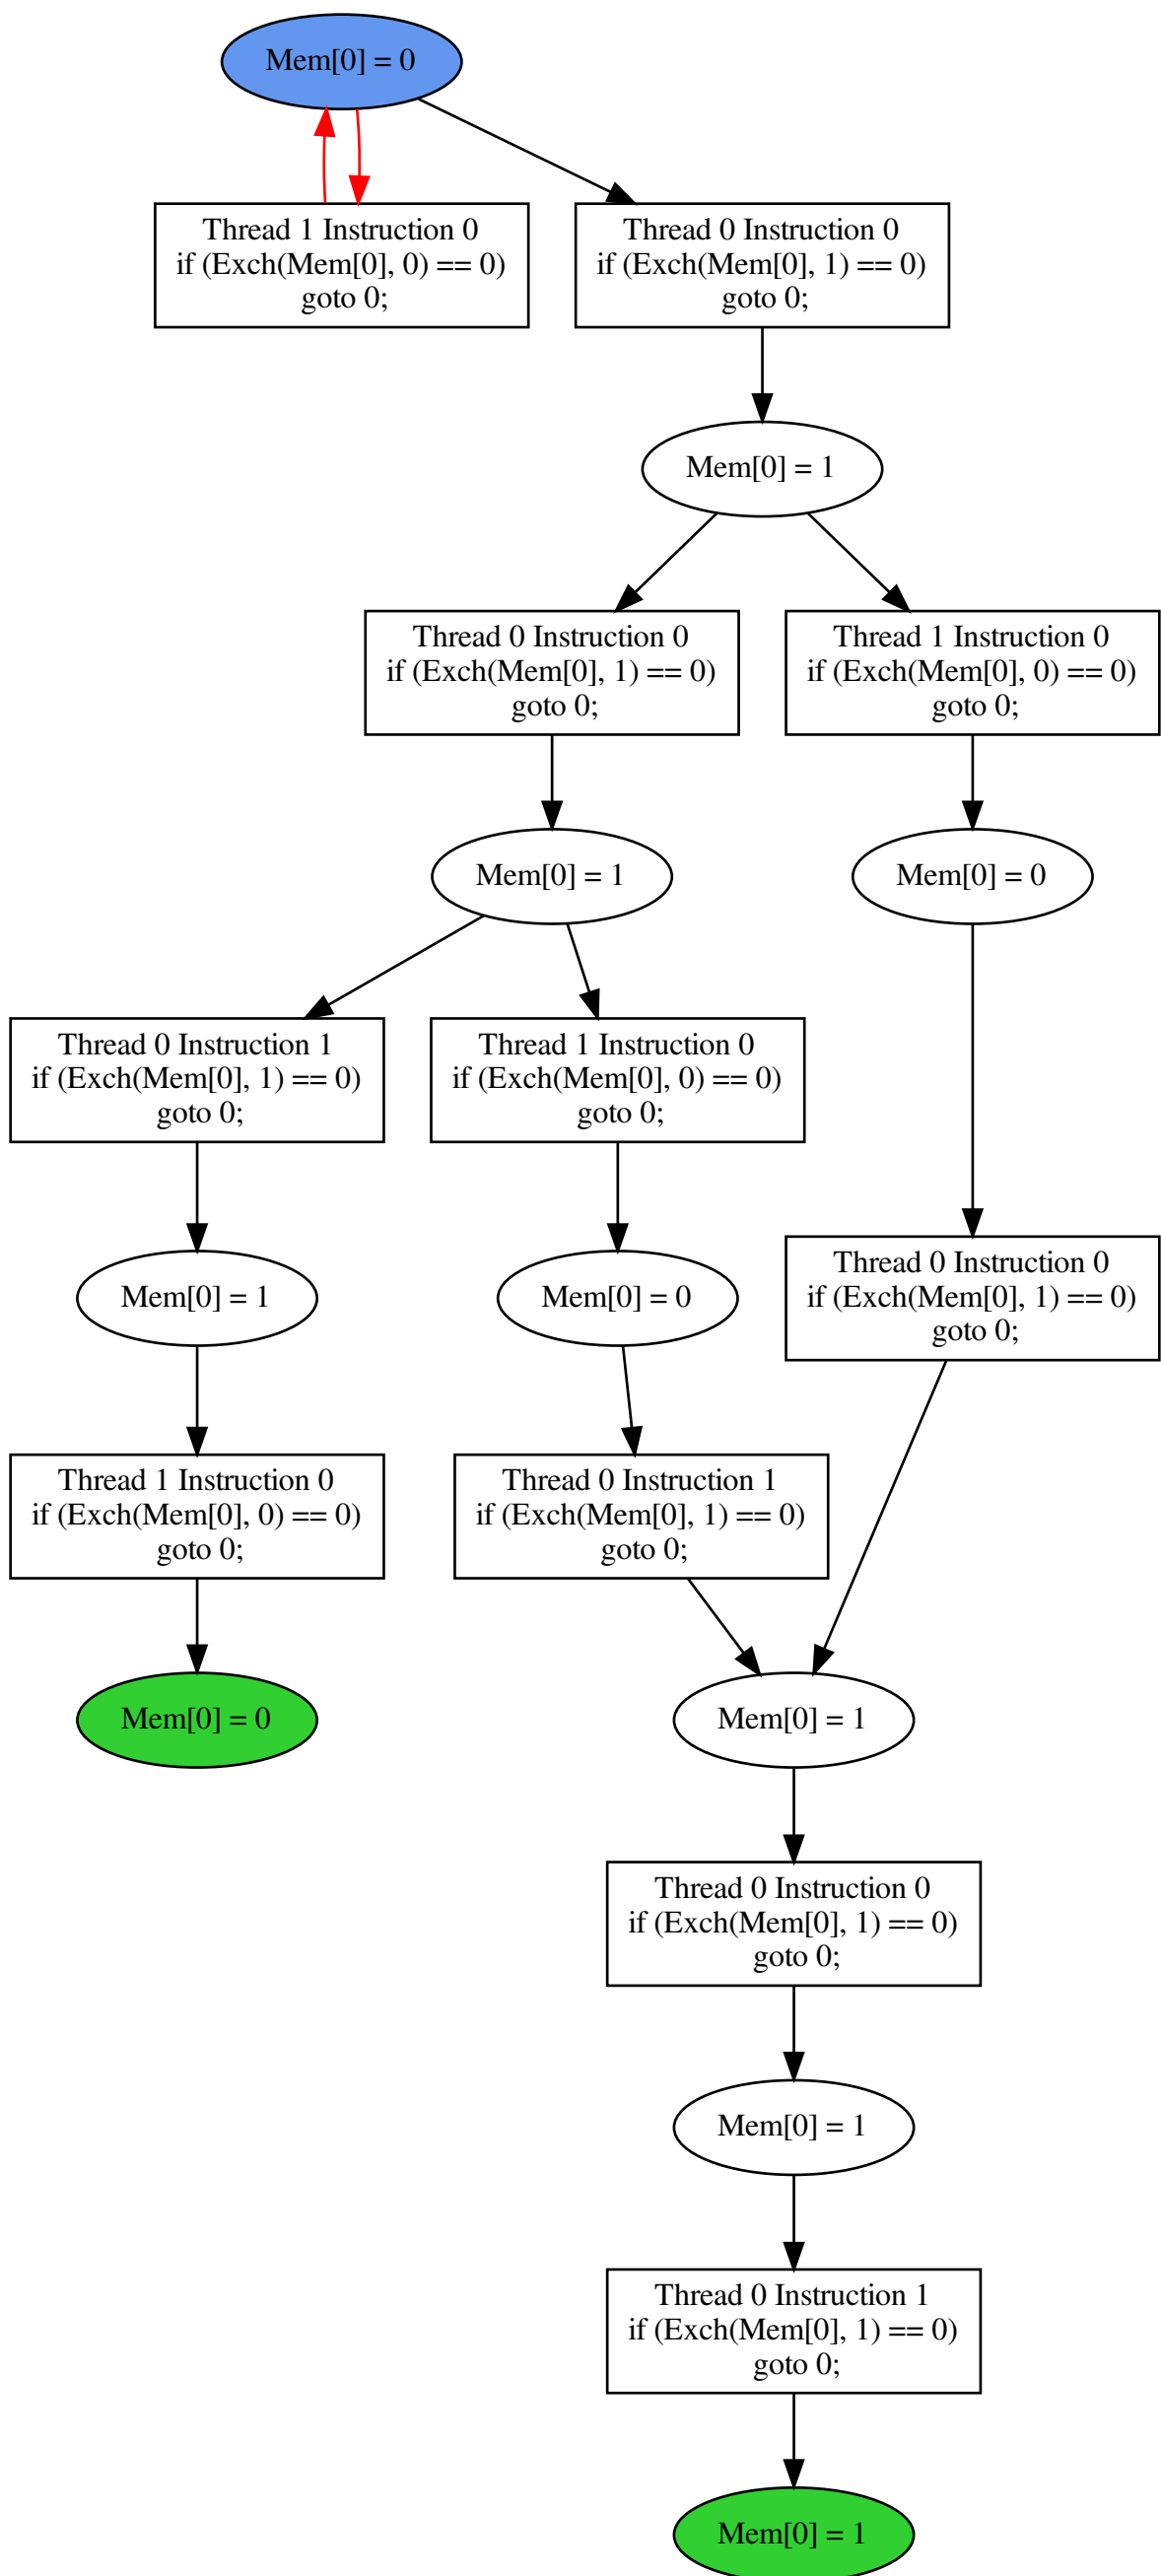 Mem[0] = 0
Thread 1 Instruction 0
if (Exch(Mem[0], 0) == 0)
goto 0;
Thread 0 Instruction 0
if (Exch(Mem[0], 1) == 0)
goto 0;
Mem[0] = 1
Thread 0 Instruction 0
if (Exch(Mem[0], 1) == 0)
goto 0;
Thread 1 Instruction 0
if (Exch(Mem[0], 0) == 0)
goto 0;
Mem[0] = 1
Mem[0] = 0
Thread 0 Instruction 1
if (Exch(Mem[0], 1) == 0)
goto 0;
Thread 1 Instruction 0
if (Exch(Mem[0], 0) == 0)
goto 0;
Mem[0] = 1
Mem[0] = 0
Thread 0 Instruction 0
if (Exch(Mem[0], 1) == 0)
goto 0;
Thread 1 Instruction 0
if (Exch(Mem[0], 0) == 0)
goto 0;
Thread 0 Instruction 1
if (Exch(Mem[0], 1) == 0)
goto 0;
Mem[0] = 0
Mem[0] = 1
Thread 0 Instruction 0
if (Exch(Mem[0], 1) == 0)
goto 0;
Mem[0] = 1
Thread 0 Instruction 1
if (Exch(Mem[0], 1) == 0)
goto 0;
Mem[0] = 1